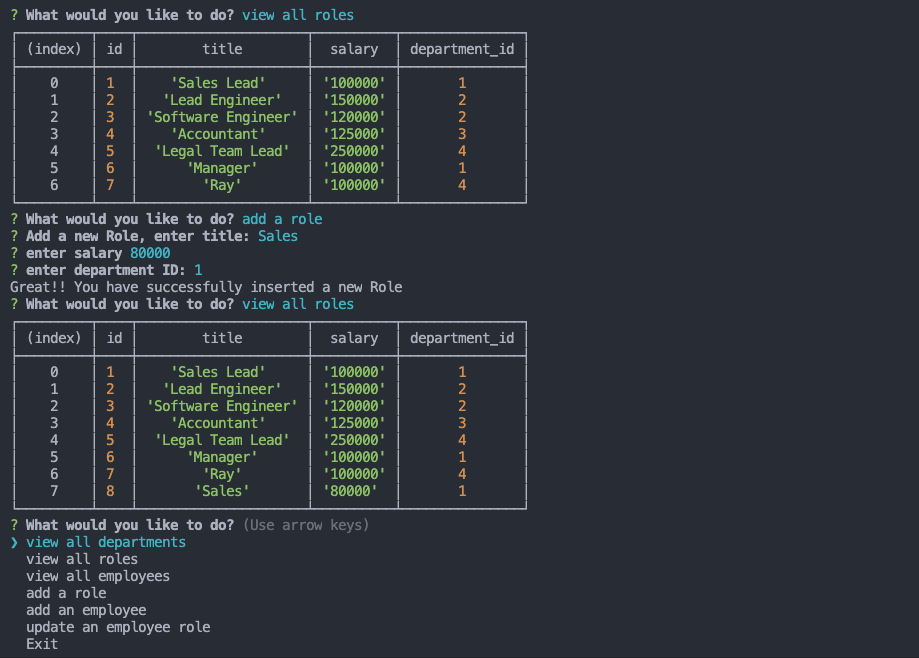 ? What would you like to do? view all roles
(index) id title salary department_id
0 1 'Sales Lead' '100000' 1
1 2 'Lead Engineer' '150000' 2
2 3 'Software Engineer' '120000' 2
3 4 'Accountant' '125000' 3
4 5 'Legal Team Lead' '250000' 4
5 6 'Manager' '100000' 1
6 7 'Ray' '100000' 4
? What would you like to do? add a role
? Add a new Role, enter title: Sales
? enter salary 80000
? enter department ID: 1
Great!! You have successfully inserted a new Role
? What would you like to do? view all roles
(index) id title salary department_id
0 1 'Sales Lead' '100000' 1
1 2 'Lead Engineer' '150000' 2
2 3 'Software Engineer' '120000' 2
3 4 'Accountant' '125000' 3
4 5 'Legal Team Lead' '250000' 4
5 6 'Manager' '100000' 1
6 7 'Ray' '100000' 4
7 8 'Sales' '80000' 1
? What would you like to do? (Use arrow keys)
❯ view all departments
view all roles
view all employees
add a role
add an employee
update an employee role
Exit